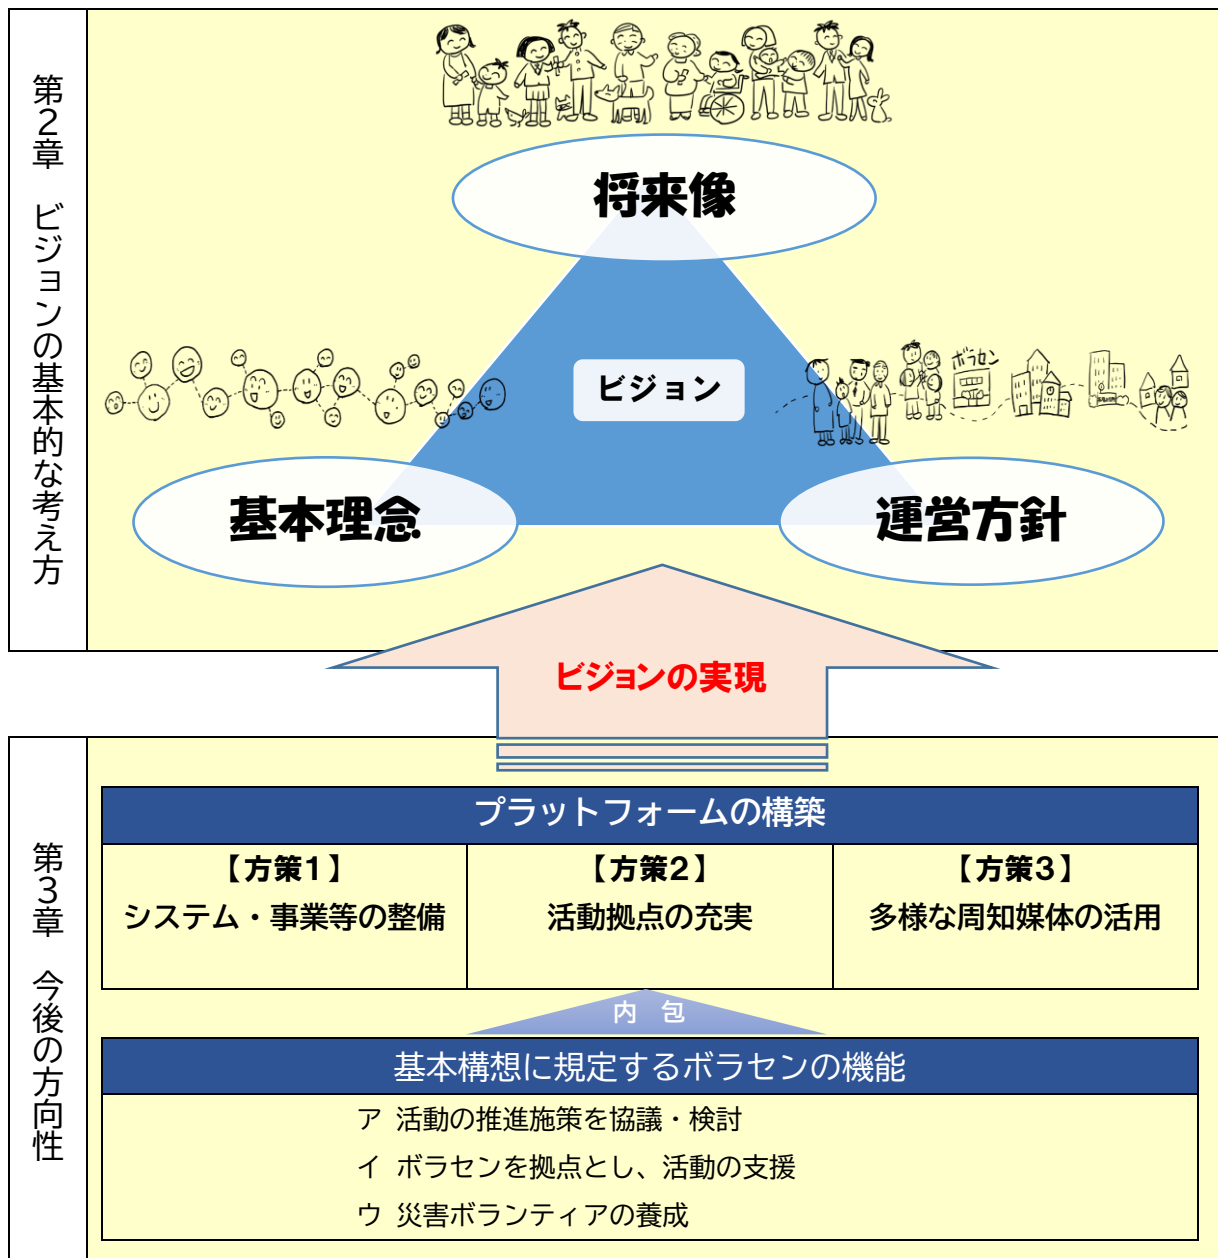 第2章　ビジョンの基本的な考え方
将来像
ボラセン
ビジョン
基本理念
運営方針
ビジョンの実現
第3章　今後の方向性
プラットフォームの構築
【方策1】
システム・事業等の整備
【方策2】
活動拠点の充実
【方策3】
多様な周知媒体の活用
内　包
基本構想に規定するボラセンの機能
ア 活動の推進施策を協議・検討
イ ボラセンを拠点とし、活動の支援
ウ 災害ボランティアの養成